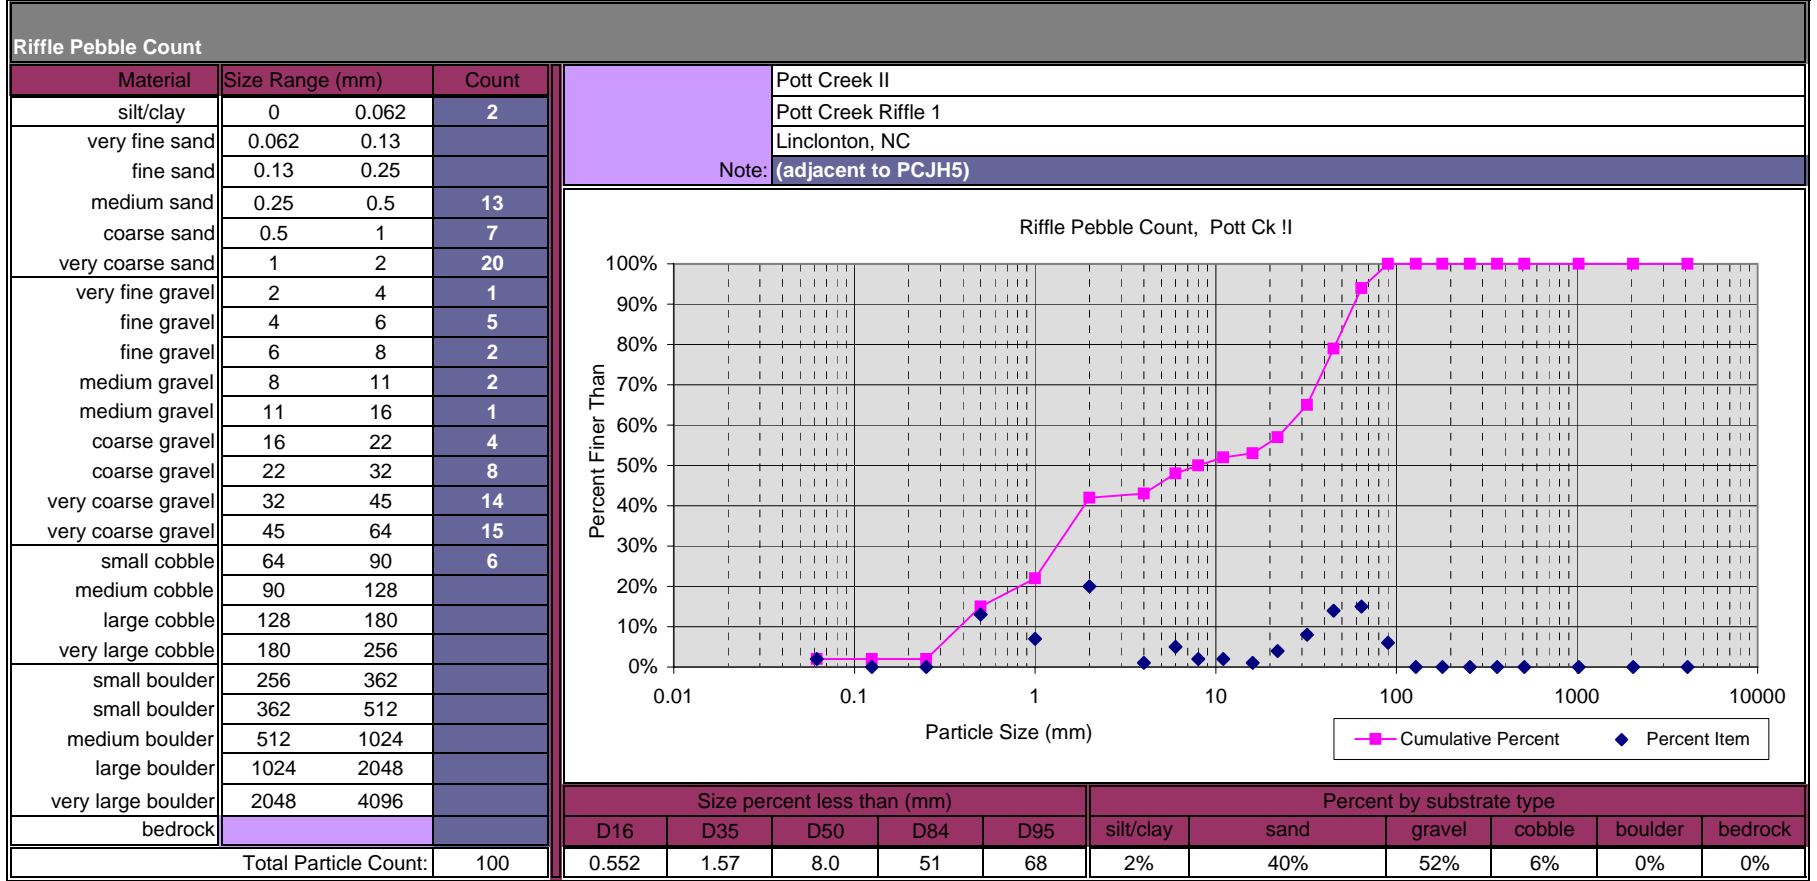 Riffle Pebble Count
Material Size Range (mm) Count
silt/clay 0 0.062 2
very fine sand 0.062 0.13
fine sand 0.13 0.25
medium sand 0.25 0.5 13
coarse sand 0.5 1 7
very coarse sand 1 2 20
very fine gravel 2 4 1
fine gravel 4 6 5
fine gravel 6 8 2
medium gravel 8 11 2
medium gravel 11 16 1
coarse gravel 16 22 4
coarse gravel 22 32 8
very coarse gravel 32 45 14
very coarse gravel 45 64 15
small cobble 64 90 6
medium cobble 90 128
large cobble 128 180
very large cobble 180 256
small boulder 256 362
small boulder 362 512
medium boulder 512 1024
large boulder 1024 2048
very large boulder 2048 4096
bedrock
Total Particle Count: 100
Pott Creek II
Pott Creek Riffle 1
Linclonton, NC
Note: (adjacent to PCJH5)
Riffle Pebble Count, Pott Ck !I
Percent Finer Than
100%
90%
80%
70%
60%
50%
40%
30%
20%
10%
0%
0.01 0.1 1 10 100 1000 10000
Particle Size (mm)
Cumulative Percent Percent Item
Size percent less than (mm) Percent by substrate type
D16 D35 D50 D84 D95 silt/clay sand gravel cobble boulder bedrock
0.552 1.57 8.0 51 68 2% 40% 52% 6% 0% 0%